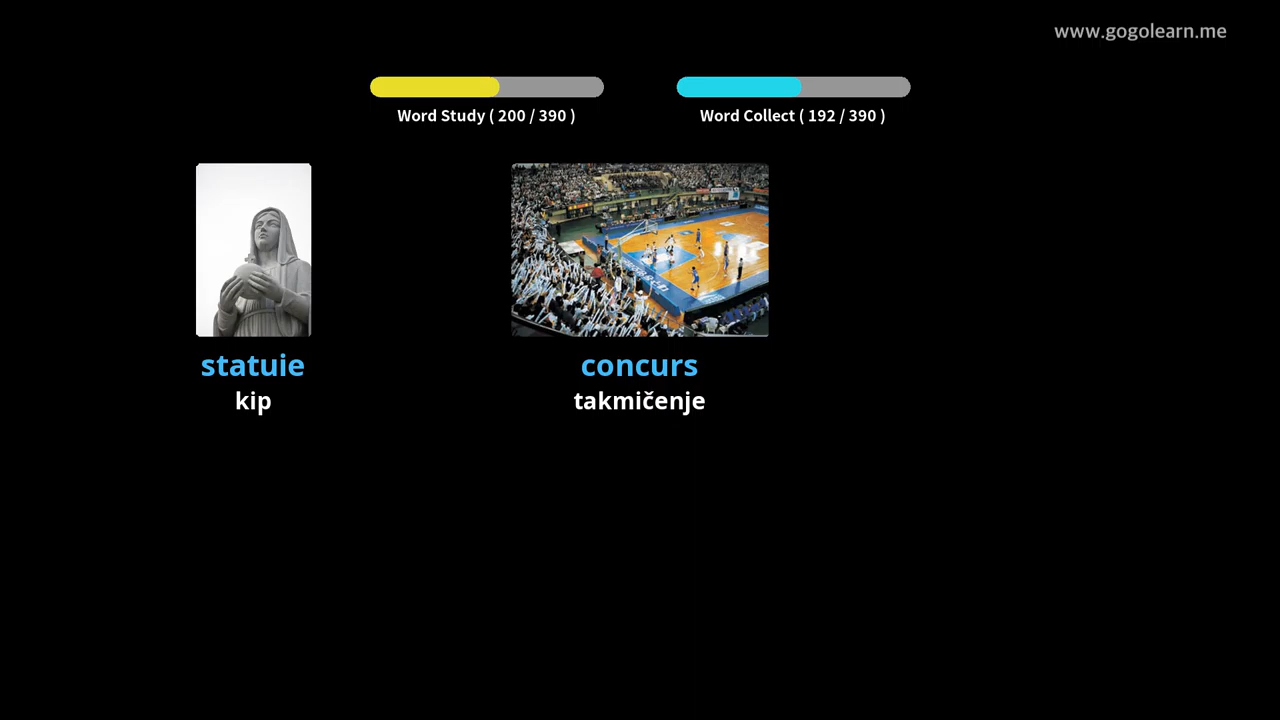 www.gogolearn.me
Word Study ( 200 / 390 )
Word Collect ( 192 / 390 )
statuie
kip
concurs
takmičenje